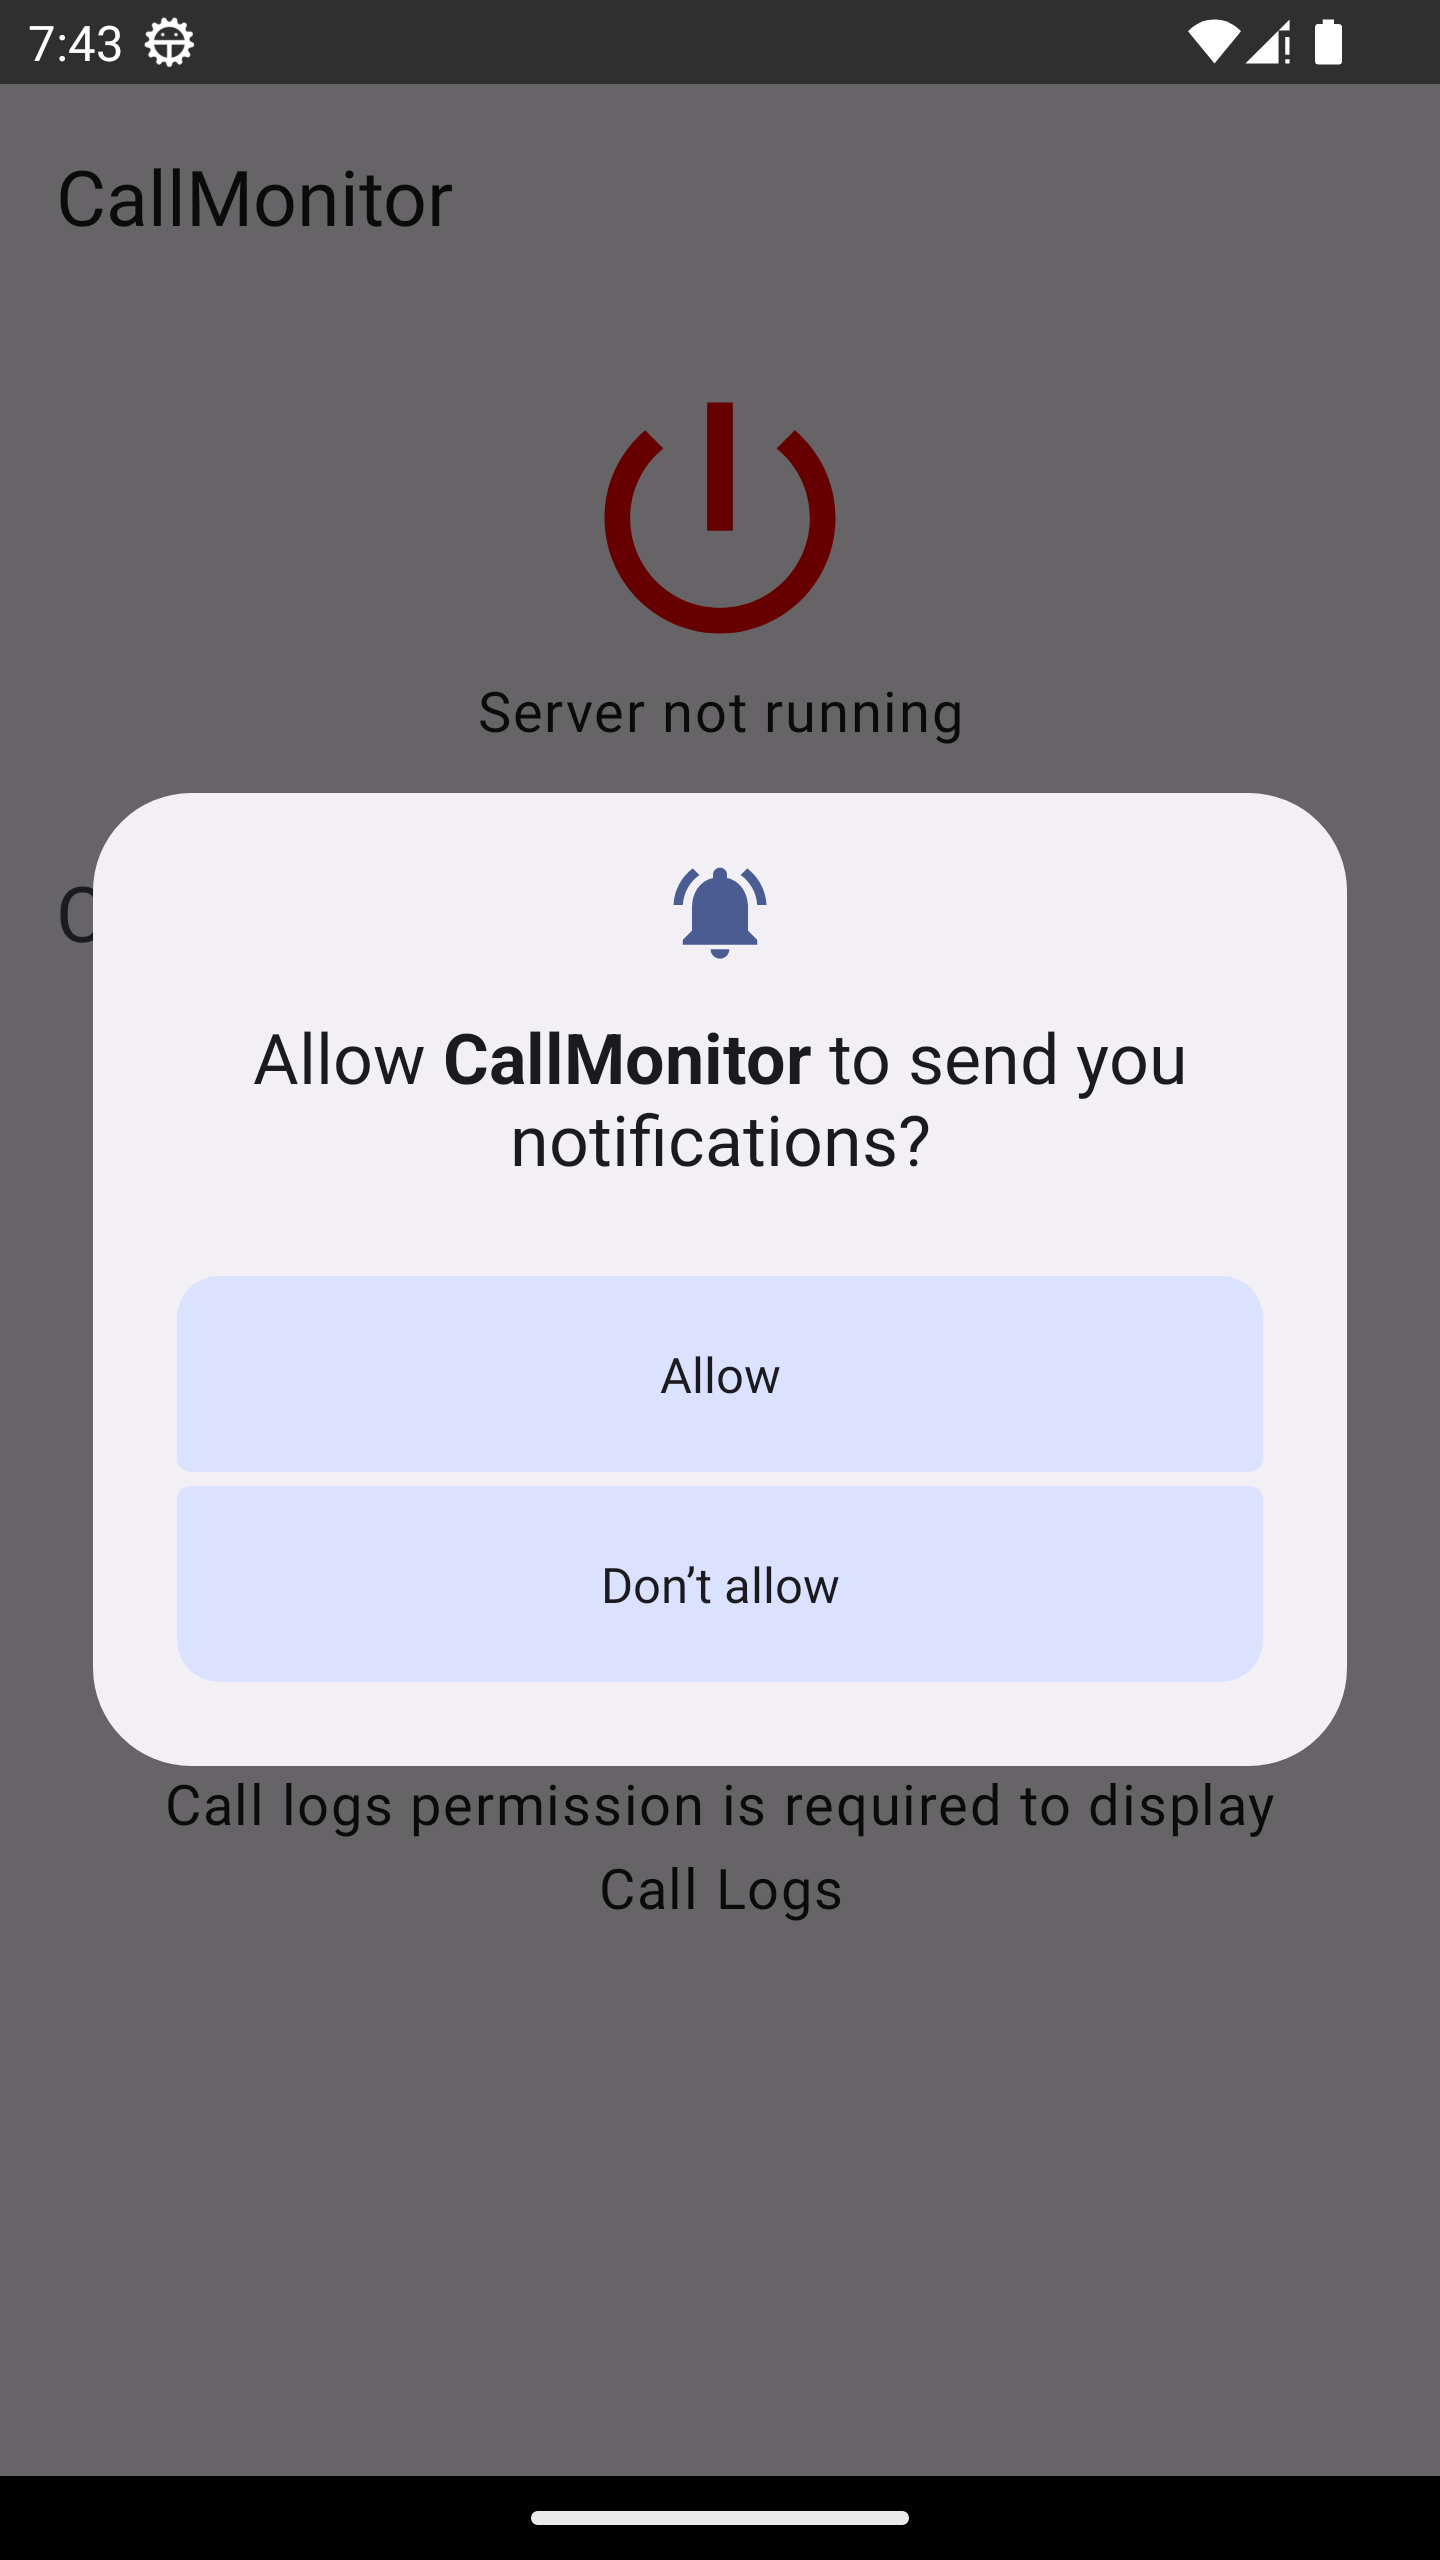 7:43
CallMonitor
Server not running
C
Allow CallMonitor to send you
notifications?
Allow
Don’t allow
Call logs permission is required to display
Call Logs